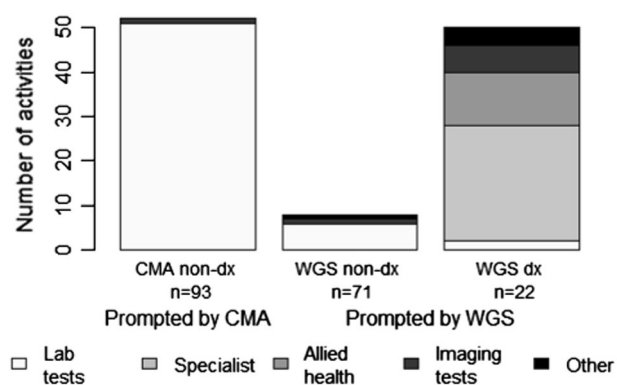 Number of activities
50
40
30
20
10
0
CMA non-dx
n=93
WGS non-dx
n=71
WGS dx
n=22
Prompted by CMA
Prompted by WGS
Lab tests
Specialist
Allied health
Imaging tests
Other